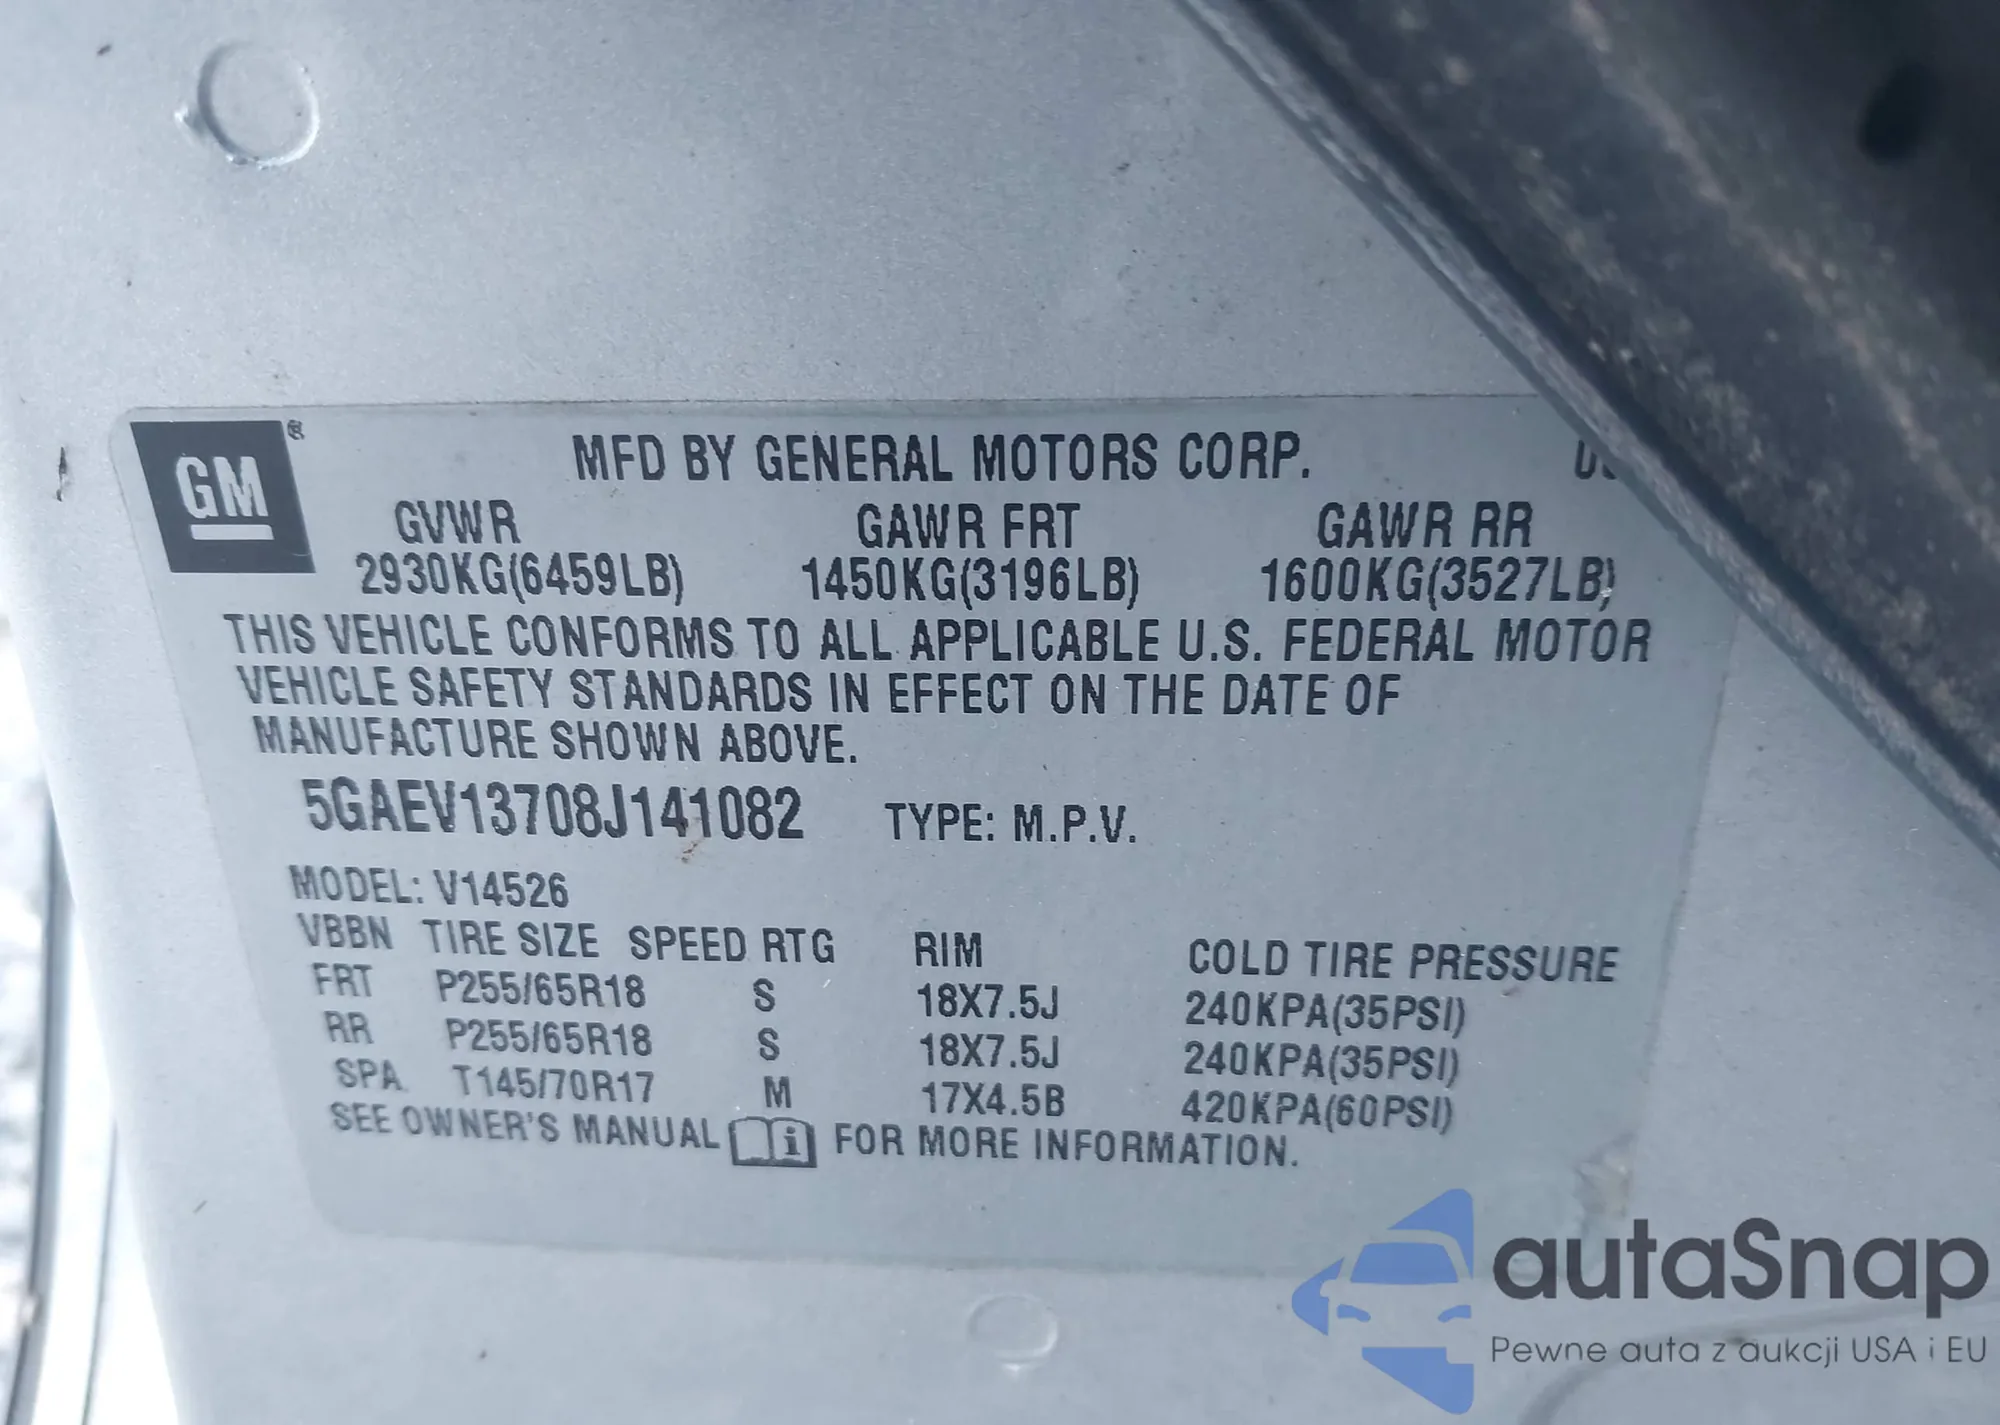 GM ®
MFD BY GENERAL MOTORS CORP.
GVWR GAWR FRT GAWR RR
2930KG(6459LB) 1450KG(3196LB) 1600KG(3527LB)
THIS VEHICLE CONFORMS TO ALL APPLICABLE U.S. FEDERAL MOTOR
VEHICLE SAFETY STANDARDS IN EFFECT ON THE DATE OF
MANUFACTURE SHOWN ABOVE.
5GAEV13708J141082 TYPE: M.P.V.
MODEL: V14526
VBBN TIRE SIZE SPEED RTG RIM COLD TIRE PRESSURE
FRT P255/65R18 S 18X7.5J 240KPA(35PSI)
RR P255/65R18 S 18X7.5J 240KPA(35PSI)
SPA T145/70R17 M 17X4.5B 420KPA(60PSI)
SEE OWNER'S MANUAL i FOR MORE INFORMATION.
autaSnap
Pewne auta z aukcji USA i EU